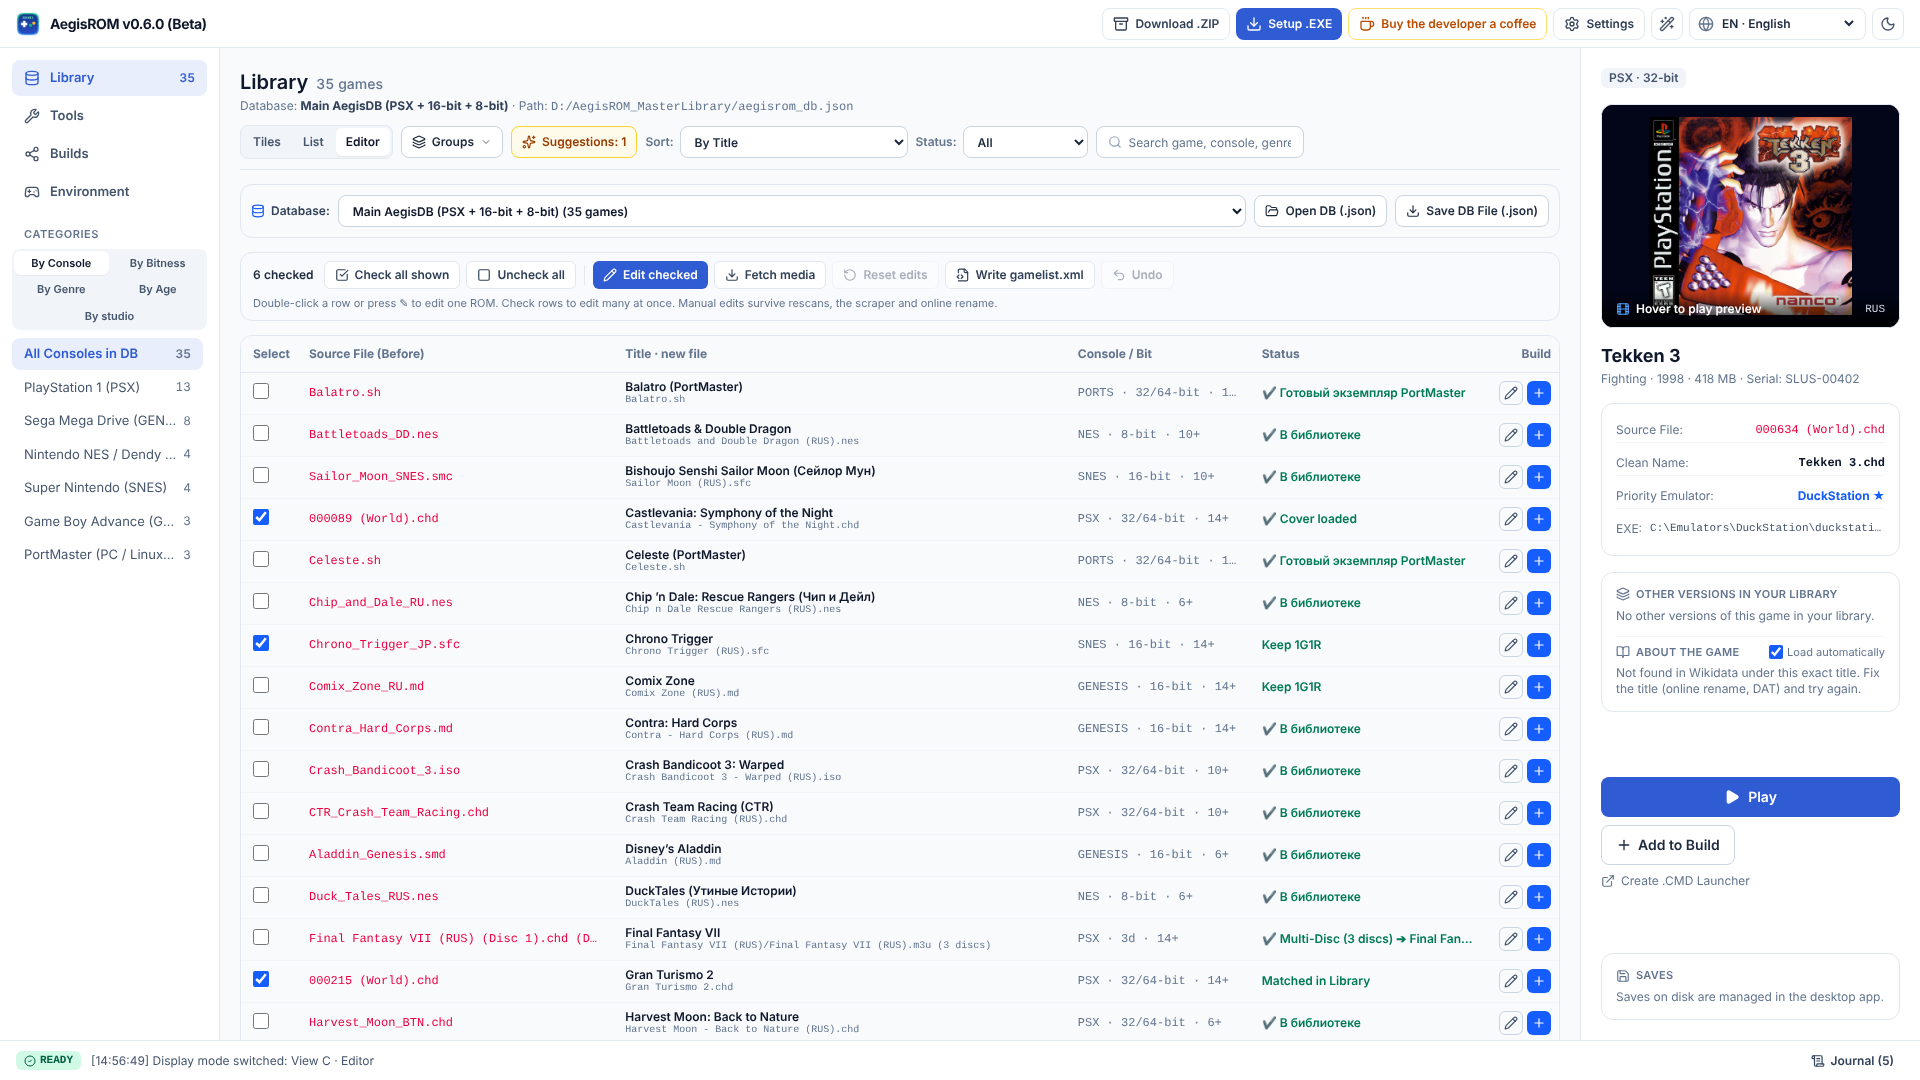 AegisROM v0.6.0 (Beta)
Download .ZIP
Setup .EXE
Buy the developer a coffee
Settings
EN · English
Library 35
Tools
Builds
Environment
CATEGORIES
By Console
By Bitness
By Genre
By Age
By studio
All Consoles in DB 35
PlayStation 1 (PSX) 13
Sega Mega Drive (GEN... 8
Nintendo NES / Dendy ... 4
Super Nintendo (SNES) 4
Game Boy Advance (G... 3
PortMaster (PC / Linux... 3
Library 35 games
Database: Main AegisDB (PSX + 16-bit + 8-bit) · Path: D:/AegisROM_MasterLibrary/aegisrom_db.json
Tiles
List
Editor
Groups
Suggestions: 1
Sort:
By Title
Status:
All
Search game, console, genre
Database:
Main AegisDB (PSX + 16-bit + 8-bit) (35 games)
Open DB (.json)
Save DB File (.json)
6 checked
Check all shown
Uncheck all
Edit checked
Fetch media
Reset edits
Write gamelist.xml
Undo
Double-click a row or press ✎ to edit one ROM. Check rows to edit many at once. Manual edits survive rescans, the scraper and online rename.
Select Source File (Before) Title · new file Console / Bit Status Build
Balatro.sh Balatro (PortMaster) PORTS · 32/64-bit · 1… ✔ Готовый экземпляр PortMaster
Balatro.sh
Battletoads_DD.nes Battletoads & Double Dragon NES · 8-bit · 10+ ✔ В библиотеке
Battletoads and Double Dragon (RUS).nes
Sailor_Moon_SNES.smc Bishoujo Senshi Sailor Moon (Сейлор Мун) SNES · 16-bit · 10+ ✔ В библиотеке
Sailor Moon (RUS).sfc
000089 (World).chd Castlevania: Symphony of the Night PSX · 32/64-bit · 14+ ✔ Cover loaded
Castlevania - Symphony of the Night.chd
Celeste.sh Celeste (PortMaster) PORTS · 32/64-bit · 1… ✔ Готовый экземпляр PortMaster
Celeste.sh
Chip_and_Dale_RU.nes Chip ’n Dale: Rescue Rangers (Чип и Дейл) NES · 8-bit · 6+ ✔ В библиотеке
Chip n Dale Rescue Rangers (RUS).nes
Chrono_Trigger_JP.sfc Chrono Trigger SNES · 16-bit · 14+ Keep 1G1R
Chrono Trigger (RUS).sfc
Comix_Zone_RU.md Comix Zone GENESIS · 16-bit · 14+ Keep 1G1R
Comix Zone (RUS).md
Contra_Hard_Corps.md Contra: Hard Corps GENESIS · 16-bit · 14+ ✔ В библиотеке
Contra - Hard Corps (RUS).md
Crash_Bandicoot_3.iso Crash Bandicoot 3: Warped PSX · 32/64-bit · 10+ ✔ В библиотеке
Crash Bandicoot 3 - Warped (RUS).iso
CTR_Crash_Team_Racing.chd Crash Team Racing (CTR) PSX · 32/64-bit · 10+ ✔ В библиотеке
Crash Team Racing (RUS).chd
Aladdin_Genesis.smd Disney’s Aladdin GENESIS · 16-bit · 6+ ✔ В библиотеке
Aladdin (RUS).md
Duck_Tales_RUS.nes DuckTales (Утиные Истории) NES · 8-bit · 6+ ✔ В библиотеке
DuckTales (RUS).nes
Final Fantasy VII (RUS) (Disc 1).chd (D… Final Fantasy VII PSX · 3d · 14+ ✔ Multi-Disc (3 discs) ➔ Final Fan...
Final Fantasy VII (RUS)/Final Fantasy VII (RUS).m3u (3 discs)
000215 (World).chd Gran Turismo 2 PSX · 32/64-bit · 14+ Matched in Library
Gran Turismo 2.chd
Harvest_Moon_BTN.chd Harvest Moon: Back to Nature PSX · 32/64-bit · 6+ ✔ В библиотеке
Harvest Moon - Back to Nature (RUS).chd
PSX · 32-bit
PlayStation
TEKKEN 3
TEEN
namco
Hover to play preview
RUS
Tekken 3
Fighting · 1998 · 418 MB · Serial: SLUS-00402
Source File: 000634 (World).chd
Clean Name: Tekken 3.chd
Priority Emulator: DuckStation ★
EXE: C:\Emulators\DuckStation\duckstati…
OTHER VERSIONS IN YOUR LIBRARY
No other versions of this game in your library.
ABOUT THE GAME
Load automatically
Not found in Wikidata under this exact title. Fix
the title (online rename, DAT) and try again.
Play
Add to Build
Create .CMD Launcher
SAVES
Saves on disk are managed in the desktop app.
READY
[14:56:49] Display mode switched: View C · Editor
Journal (5)